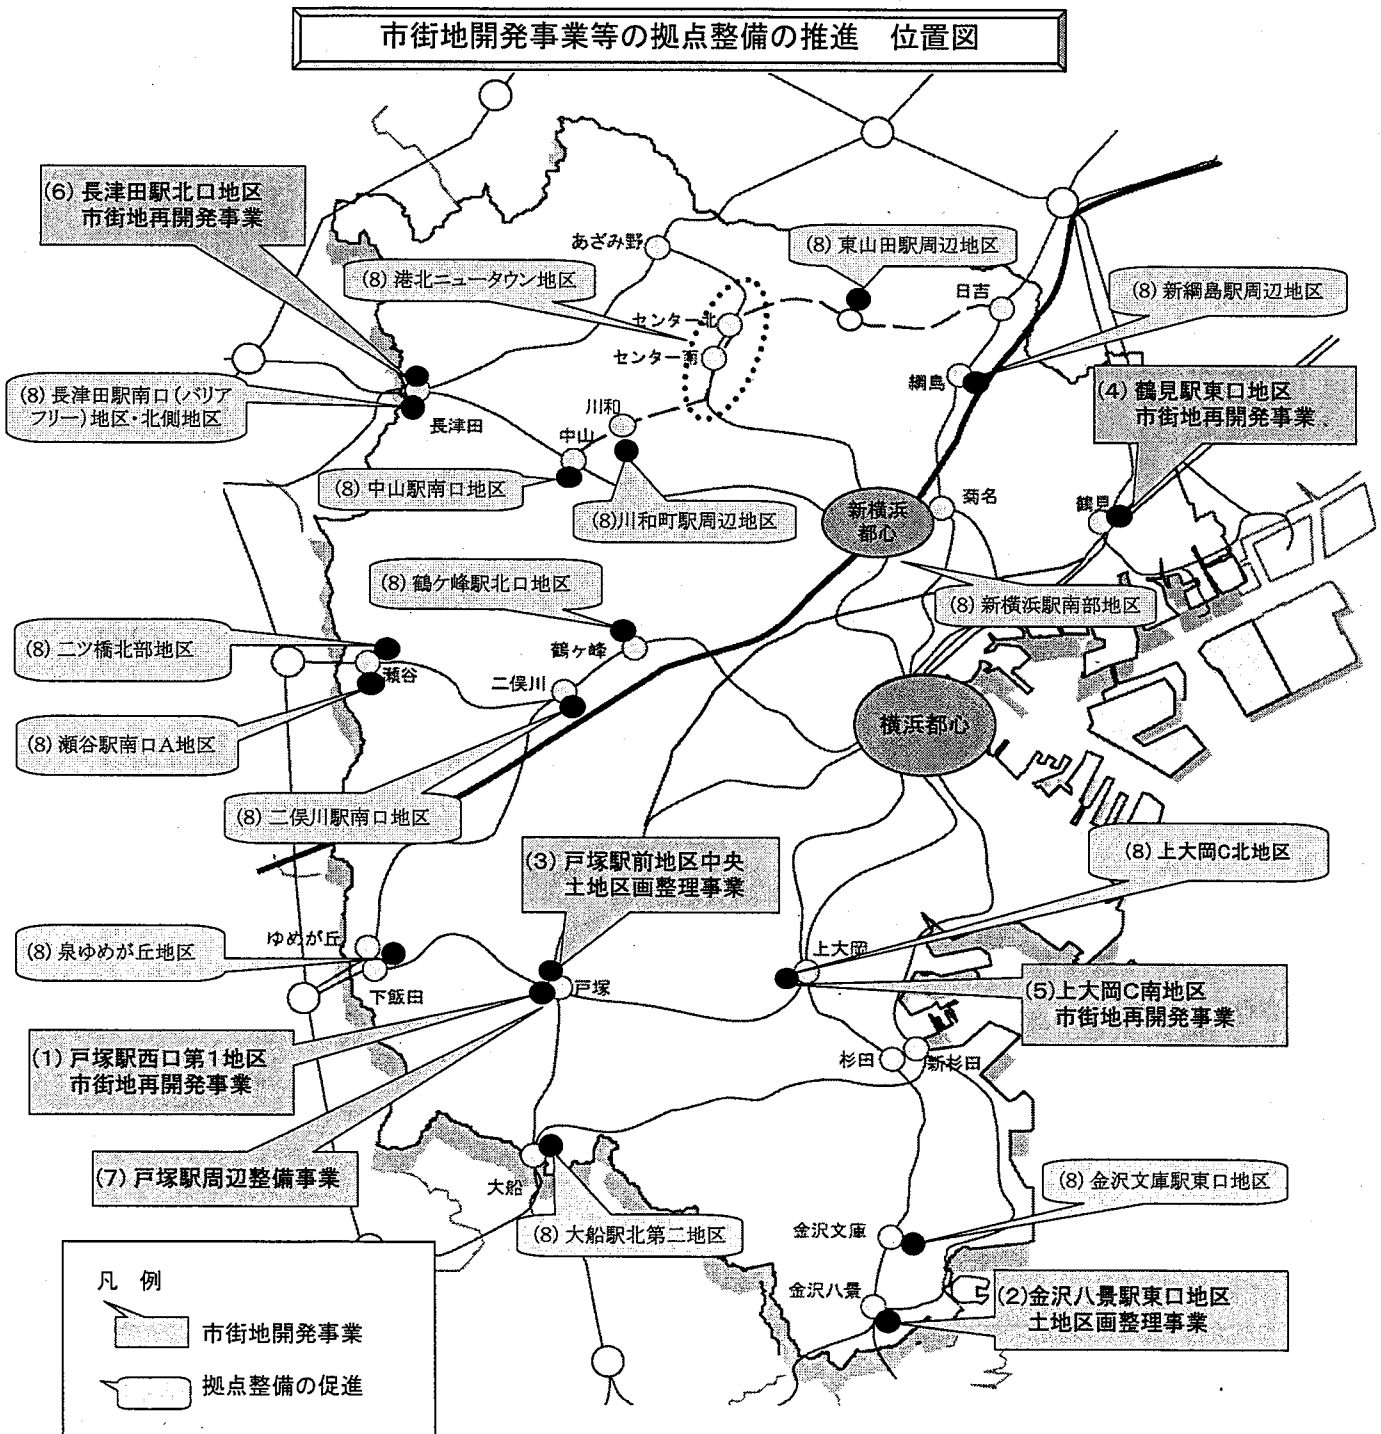 市街地開発事業等の拠点整備の推進　位置図
(6) 長津田駅北口地区
市街地再開発事業
あざみ野
(8) 東山田駅周辺地区
(8) 港北ニュータウン地区
日吉
(8) 新綱島駅周辺地区
センター北
センター南
綱島
(8) 長津田駅南口(バリア
フリー)地区・北側地区
(4) 鶴見駅東口地区
市街地再開発事業
長津田
川和
中山
(8) 中山駅南口地区
(8)川和町駅周辺地区
新横浜
都心
菊名
鶴見
(8) 鶴ケ峰駅北口地区
(8) 新横浜駅南部地区
(8) 二ツ橋北部地区
鶴ヶ峰
瀬谷
二俣川
(8) 瀬谷駅南口A地区
横浜都心
(8) 二俣川駅南口地区
(3) 戸塚駅前地区中央
土地区画整理事業
(8) 上大岡C北地区
ゆめが丘
(8) 泉ゆめが丘地区
下飯田
戸塚
上大岡
(5)上大岡C南地区
市街地再開発事業
(1) 戸塚駅西口第1地区
市街地再開発事業
杉田
新杉田
(7) 戸塚駅周辺整備事業
大船
(8) 大船駅北第二地区
(8) 金沢文庫駅東口地区
金沢文庫
金沢八景
(2)金沢八景駅東口地区
土地区画整理事業
凡　例
市街地開発事業
拠点整備の促進